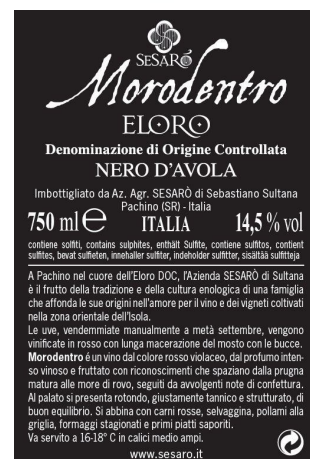 SESARÒ
Morodentro
ELORO
Denominazione di Origine Controllata
NERO D'AVOLA
Imbottigliato da Az. Agr. SESARÒ di Sebastiano Sultana
Pachino (SR) - Italia
750 ml e ITALIA 14,5 % vol
contiene solfiti, contains sulphites, enthält Sulfite, contiene sulfitos, contient
sulfites, bevat sulfieten, innehaller sulfiter, indeholder sulfitter, sisältää sulfitteja
A Pachino nel cuore dell'Eloro DOC, l'Azienda SESARÒ di Sultana
è il frutto della tradizione e della cultura enologica di una famiglia
che affonda le sue origini nell'amore per il vino e dei vigneti coltivati
nella zona orientale dell'Isola.
Le uve, vendemmiate manualmente a metà settembre, vengono
vinificate in rosso con lunga macerazione del mosto con le bucce.
Morodentro é un vino dal colore rosso violaceo, dal profumo inten-
so vinoso e fruttato con riconoscimenti che spaziano dalla prugna
matura alle more di rovo, seguiti da avvolgenti note di confettura.
Al palato si presenta rotondo, giustamente tannico e strutturato, di
buon equilibrio. Si abbina con carni rosse, selvaggina, pollami alla
griglia, formaggi stagionati e primi piatti saporiti.
Va servito a 16-18° C in calici medio ampi.
www.sesaro.it